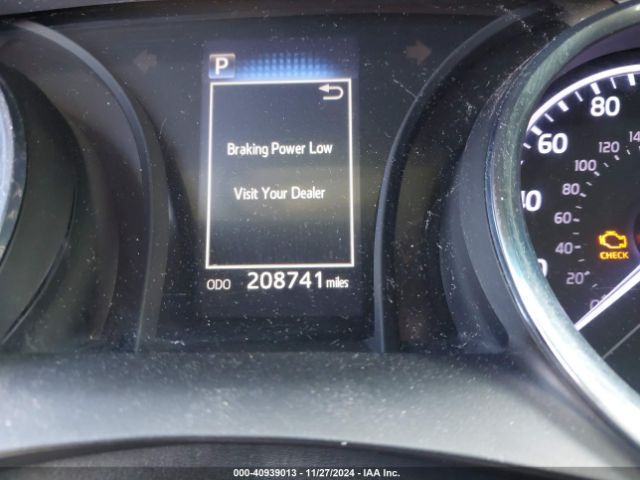 P
Braking Power Low
Visit Your Dealer
ODO 208741 miles
80
60
120
100
80
60
40
20
CHECK
000-40939013 - 11/27/2024 - IAA Inc.